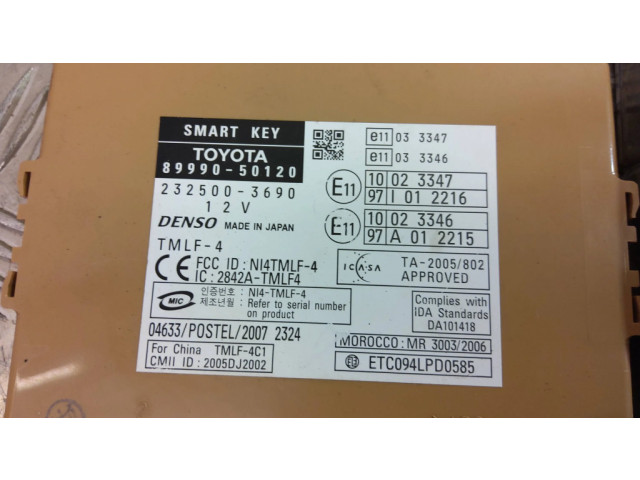 SMART KEY
TOYOTA
89990-50120
232500-3690
12V
DENSO MADE IN JAPAN
TMLF-4
CE FCC ID : NI4TMLF-4
IC : 2842A-TMLF4
MIC 인증번호 : NI4-TMLF-4
제조년월 : Refer to serial number
on product
04633/POSTEL/2007 2324
For China TMLF-4C1
CMII ID : 2005DJ2002
e11 03 3347
e11 03 3346
E11 10 02 3347
97 I 01 2216
E11 10 02 3346
97 A 01 2215
ICASA TA-2005/802
APPROVED
Complies with
IDA Standards
DA101418
MOROCCO: MR 3003/2006
ETC094LPD0585